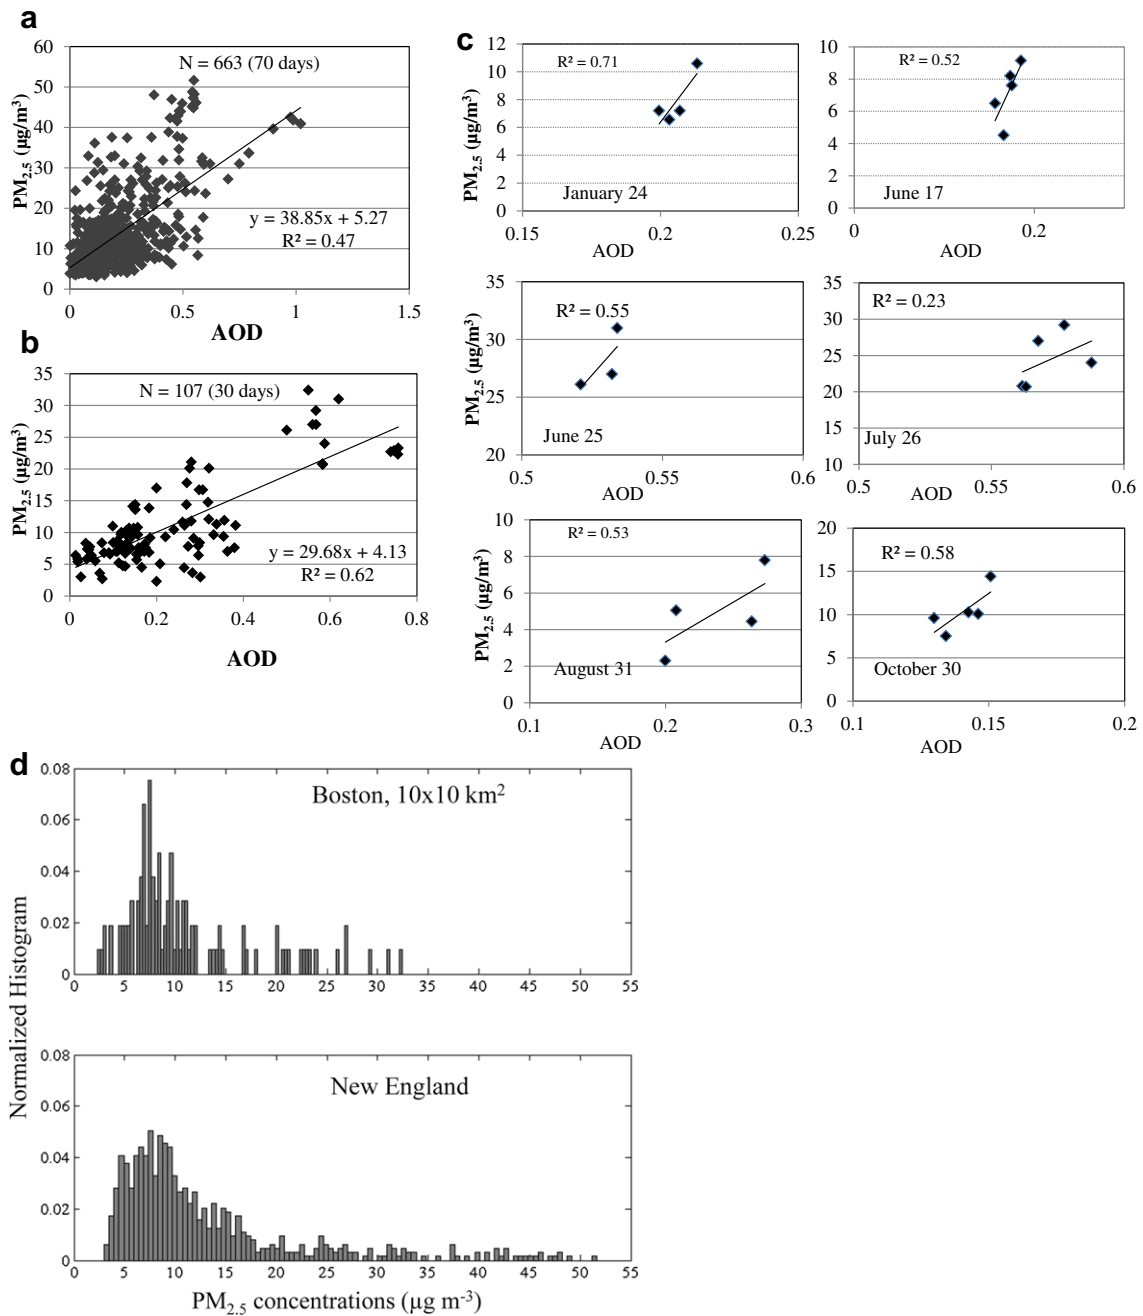 a
60
50
40
30
20
10
0
PM2.5 (µg/m³)
N = 663 (70 days)
y = 38.85x + 5.27
R² = 0.47
0 0.5 1 1.5
AOD
b
35
30
25
20
15
10
5
0
PM2.5 (µg/m³)
N = 107 (30 days)
y = 29.68x + 4.13
R² = 0.62
0 0.2 0.4 0.6 0.8
AOD
c
12
10
8
6
4
2
0
PM2.5 (µg/m³)
R² = 0.71
January 24
0.15 0.2 0.25
AOD
10
8
6
4
2
0
R² = 0.52
June 17
0 0.2
AOD
35
30
25
20
PM2.5 (µg/m³)
R² = 0.55
June 25
0.5 0.55 0.6
AOD
35
30
25
20
15
10
R² = 0.23
July 26
0.5 0.55 0.6
AOD
10
8
6
4
2
0
PM2.5 (µg/m³)
R² = 0.53
August 31
0.1 0.2 0.3
AOD
20
15
10
5
0
R² = 0.58
October 30
0.1 0.15 0.2
AOD
d
Normalized Histogram
0.08
0.06
0.04
0.02
0
Boston, 10x10 km²
0 5 10 15 20 25 30 35 40 45 50 55
0.08
0.06
0.04
0.02
0
New England
0 5 10 15 20 25 30 35 40 45 50 55
PM2.5 concentrations (µg m⁻³)